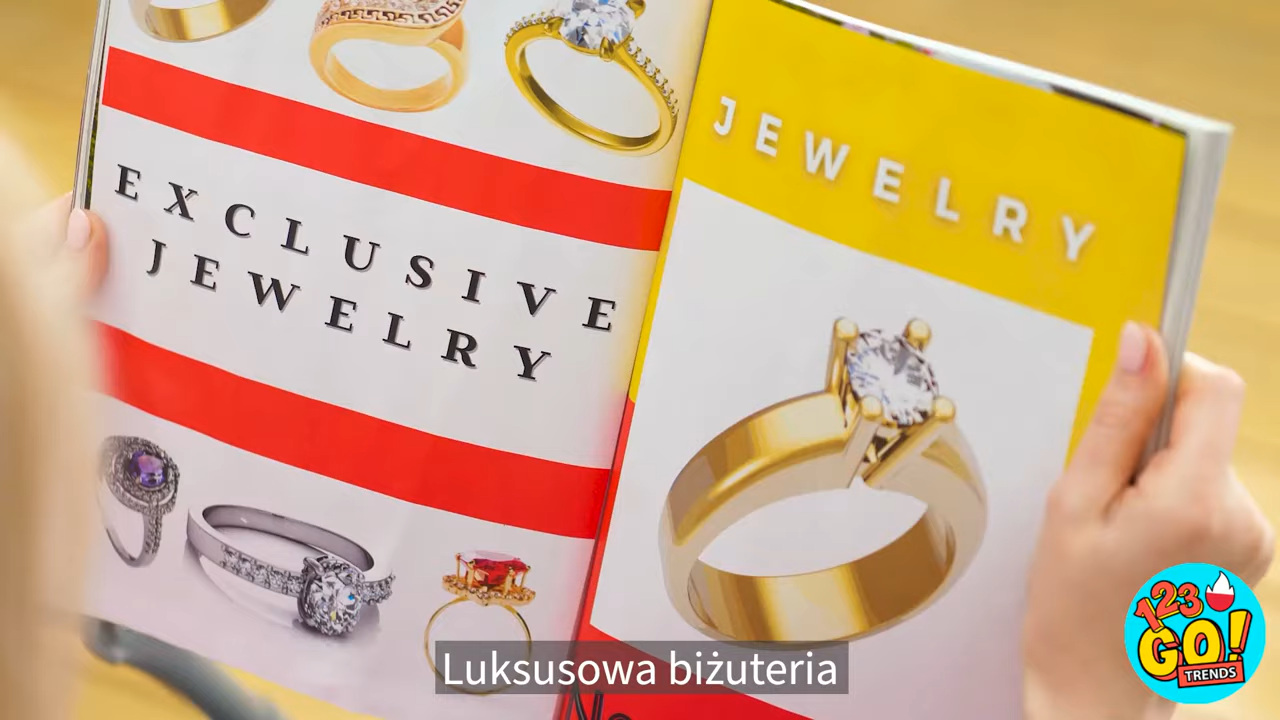 EXCLUSIVE
JEWELRY
JEWELRY
Luksusowa biżuteria
123
GO!
TRENDS